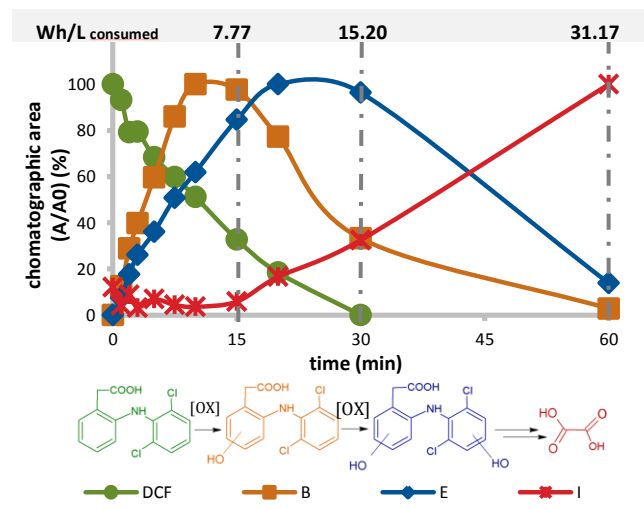 Wh/L consumed 7.77 15.20 31.17
chomatographic area
(A/A0) (%)
100
80
60
40
20
0
0 15 30 45 60
time (min)
COOH COOH COOH
Cl Cl Cl
NH NH NH
[OX] [OX]
HO O
Cl Cl Cl
O OH
HO HO OH
DCF B E I